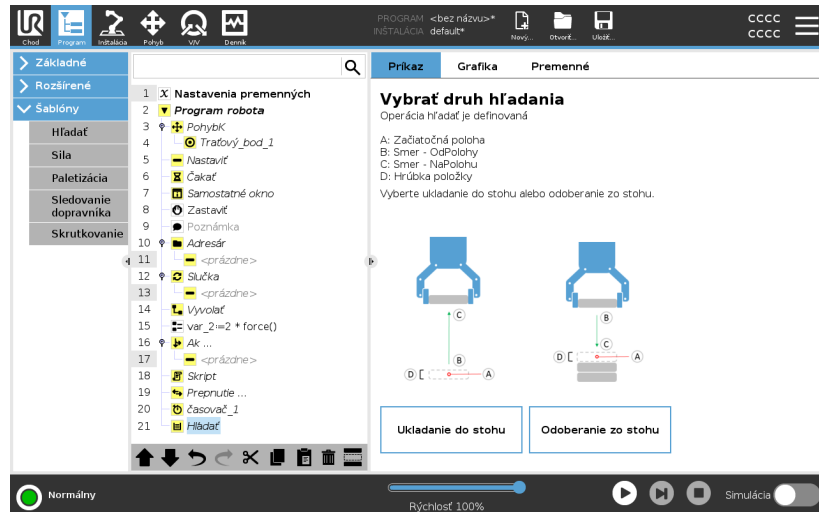 UR
Chod
Program
Inštalácia
Pohyb
V/V
Denník
PROGRAM <bez názvu>*
INŠTALÁCIA default*
Nový...
Otvoriť...
Uložiť...
CCCC
CCCC
Základné
Rozšírené
Šablóny
Hľadať
Sila
Paletizácia
Sledovanie
dopravníka
Skrutkovanie
1 X Nastavenia premenných
2 Program robota
3 PohybK
4 Traťový_bod_1
5 Nastaviť
6 Čakať
7 Samostatné okno
8 Zastaviť
9 Poznámka
10 Adresár
11 <prázdne>
12 Slučka
13 <prázdne>
14 Vyvolať
15 var_2:=2 * force()
16 Ak ...
17 <prázdne>
18 Skript
19 Prepnutie ...
20 časovač_1
21 Hľadať
Príkaz
Grafika
Premenné
Vybrať druh hľadania
Operácia hľadať je definovaná
A: Začiatočná poloha
B: Smer - OdPolohy
C: Smer - NaPolohu
D: Hrúbka položky
Vyberte ukladanie do stohu alebo odoberanie zo stohu.
C
B
D
A
B
C
D
A
Ukladanie do stohu
Odoberanie zo stohu
Normálny
Rýchlosť 100%
Simulácia